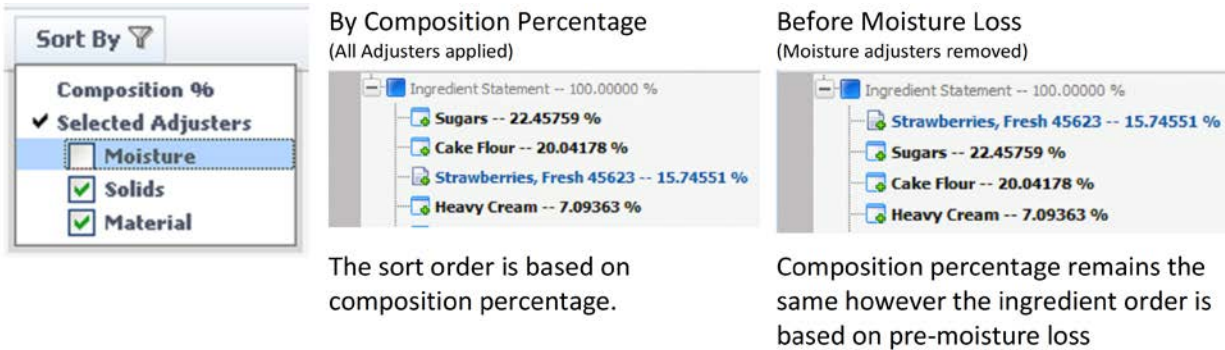 Sort By
Composition %
Selected Adjusters
Moisture
Solids
Material
By Composition Percentage
(All Adjusters applied)
Ingredient Statement -- 100.00000 %
Sugars -- 22.45759 %
Cake Flour -- 20.04178 %
Strawberries, Fresh 45623 -- 15.74551 %
Heavy Cream -- 7.09363 %
The sort order is based on
composition percentage.
Before Moisture Loss
(Moisture adjusters removed)
Ingredient Statement -- 100.00000 %
Strawberries, Fresh 45623 -- 15.74551 %
Sugars -- 22.45759 %
Cake Flour -- 20.04178 %
Heavy Cream -- 7.09363 %
Composition percentage remains the
same however the ingredient order is
based on pre-moisture loss